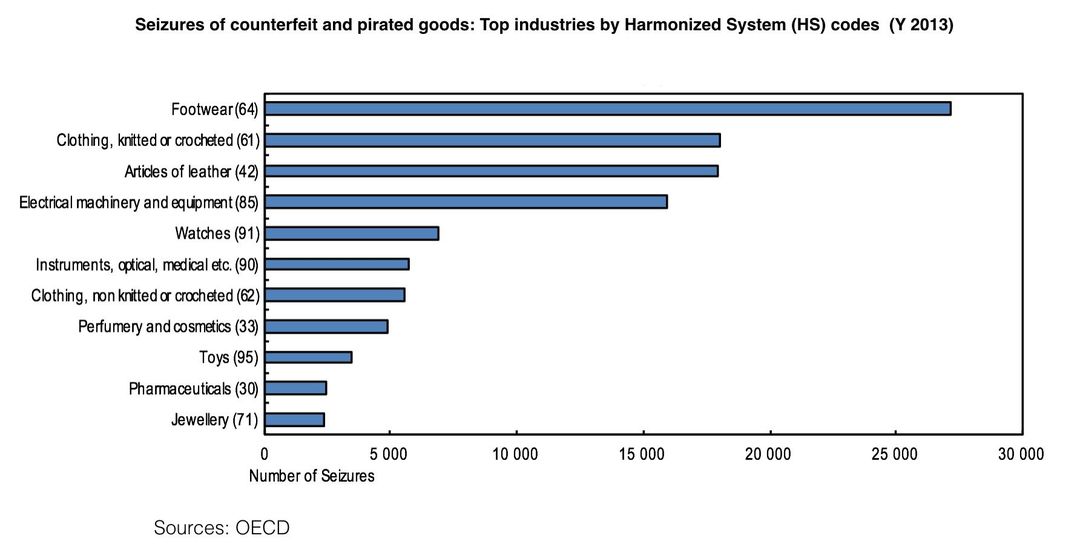 Seizures of counterfeit and pirated goods: Top industries by Harmonized System (HS) codes (Y 2013)
Footwear (64)
Clothing, knitted or crocheted (61)
Articles of leather (42)
Electrical machinery and equipment (85)
Watches (91)
Instruments, optical, medical etc. (90)
Clothing, non knitted or crocheted (62)
Perfumery and cosmetics (33)
Toys (95)
Pharmaceuticals (30)
Jewellery (71)
0 5 000 10 000 15 000 20 000 25 000 30 000
Number of Seizures
Sources: OECD